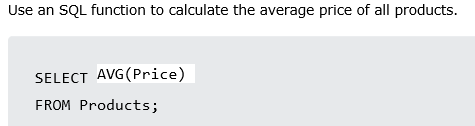 Use an SQL function to calculate the average price of all products.
SELECT AVG(Price)
FROM Products;